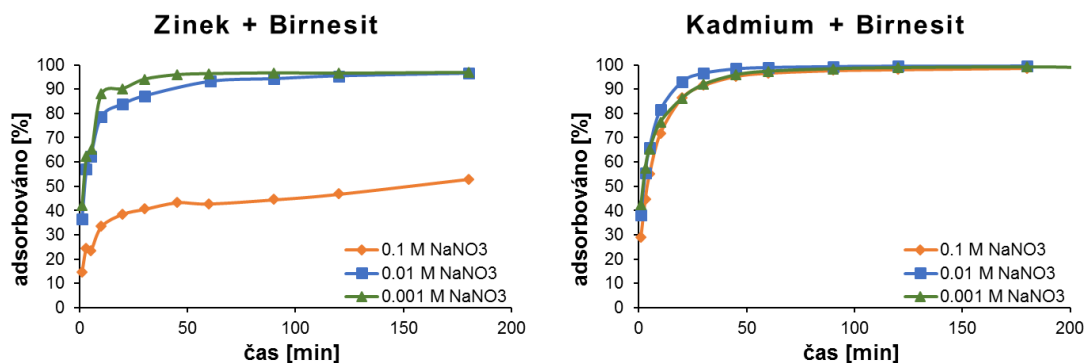 Zinek + Birnesit
adsorbováno [%]
100
90
80
70
60
50
40
30
20
10
0
0 50 100 150 200
čas [min]
0.1 M NaNO3
0.01 M NaNO3
0.001 M NaNO3
Kadmium + Birnesit
adsorbováno [%]
100
90
80
70
60
50
40
30
20
10
0
0 50 100 150 200
čas [min]
0.1 M NaNO3
0.01 M NaNO3
0.001 M NaNO3